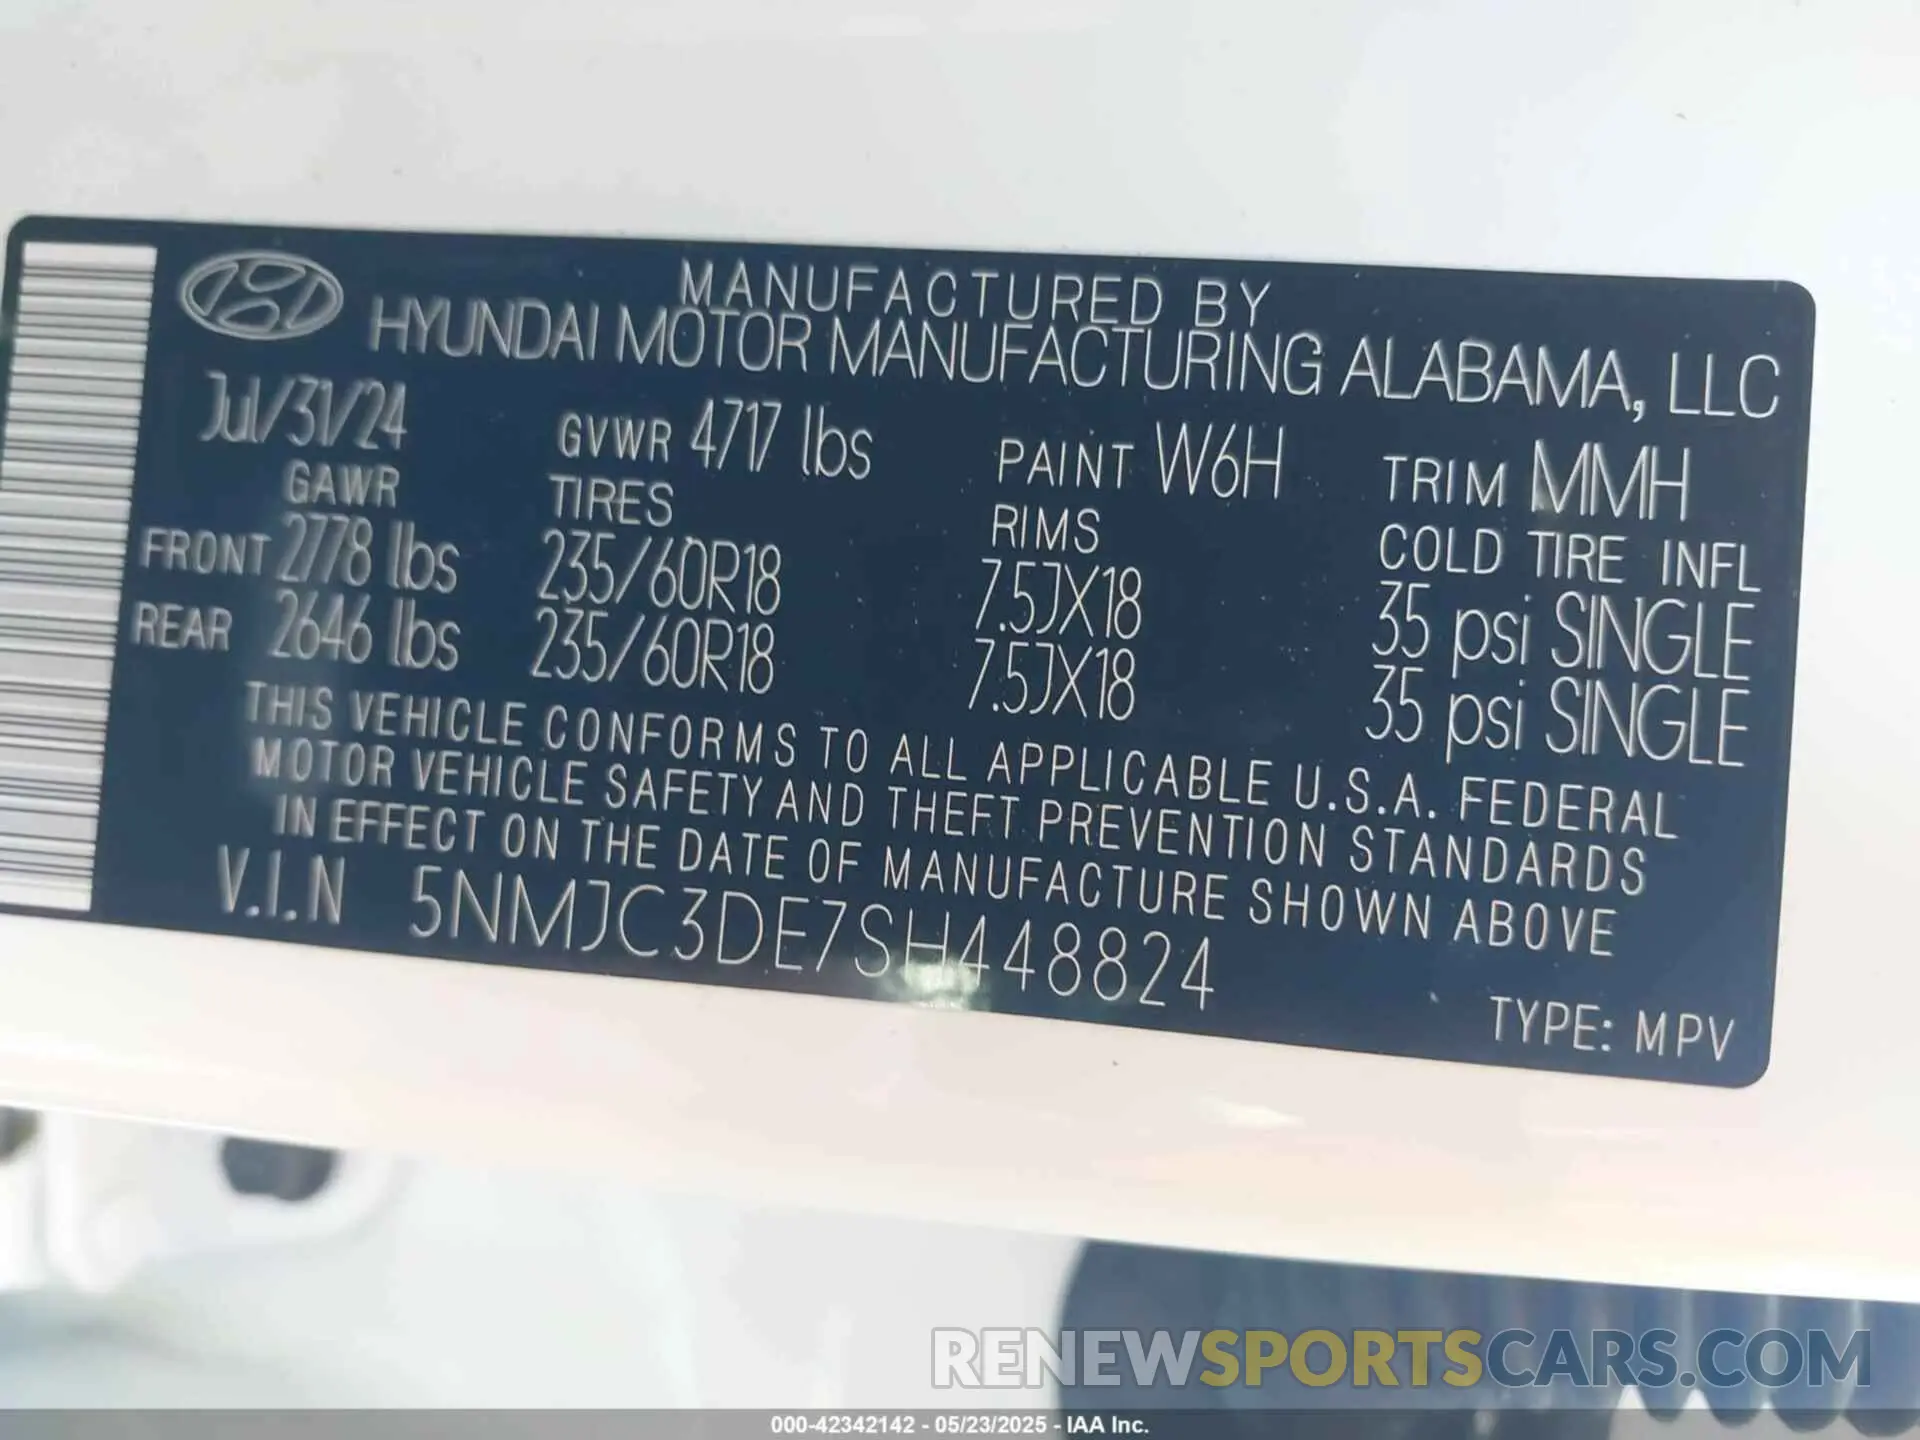 MANUFACTURED BY
HYUNDAI MOTOR MANUFACTURING ALABAMA, LLC
Jul/31/24 GVWR 4717 lbs PAINT W6H TRIM MMH
GAWR TIRES RIMS COLD TIRE INFL
FRONT 2778 lbs 235/60R18 7.5JX18 35 psi SINGLE
REAR 2646 lbs 235/60R18 7.5JX18 35 psi SINGLE
THIS VEHICLE CONFORMS TO ALL APPLICABLE U.S.A. FEDERAL
MOTOR VEHICLE SAFETY AND THEFT PREVENTION STANDARDS
IN EFFECT ON THE DATE OF MANUFACTURE SHOWN ABOVE
V.I.N 5NMJC3DE7SH448824
TYPE: MPV
RENEWSPORTSCARS.COM
000-42342142 - 05/23/2025 - IAA Inc.